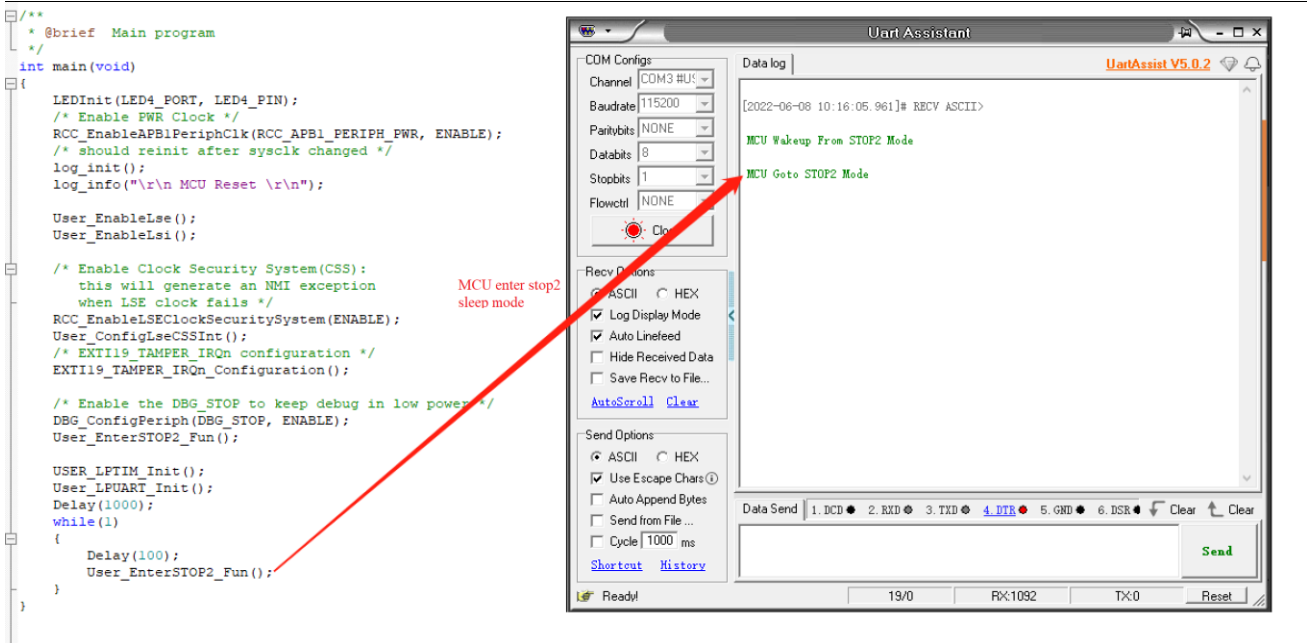 /**
* @brief  Main program
*/
int main(void)
{
LEDInit(LED4_PORT, LED4_PIN);
/* Enable PWR Clock */
RCC_EnableAPB1PeriphClk(RCC_APB1_PERIPH_PWR, ENABLE);
/* should reinit after sysclk changed */
log_init();
log_info("\r\n MCU Reset \r\n");
User_EnableLse();
User_EnableLsi();
/* Enable Clock Security System(CSS):
this will generate an NMI exception
when LSE clock fails */
RCC_EnableLSEClockSecuritySystem(ENABLE);
User_ConfigLseCSSInt();
/* EXTI19_TAMPER_IRQn configuration */
EXTI19_TAMPER_IRQn_Configuration();
/* Enable the DBG_STOP to keep debug in low power */
DBG_ConfigPeriph(DBG_STOP, ENABLE);
User_EnterSTOP2_Fun();
USER_LPTIM_Init();
User_LPUART_Init();
Delay(1000);
while(1)
{
Delay(100);
User_EnterSTOP2_Fun();
}
}
MCU enter stop2
sleep mode
Uart Assistant
COM Configs
Channel COM3 #US
Baudrate 115200
Paritybits NONE
Databits 8
Stopbits 1
Flowctrl NONE
Clo
Recv Options
ASCII HEX
Log Display Mode
Auto Linefeed
Hide Received Data
Save Recv to File...
AutoScroll Clear
Send Options
ASCII HEX
Use Escape Chars
Auto Append Bytes
Send from File ...
Cycle 1000 ms
Shortcut History
Data log UartAssist V5.0.2
[2022-06-08 10:16:05.961]# RECV ASCII>
MCU Wakeup From STOP2 Mode
MCU Goto STOP2 Mode
Data Send 1. DCD 2. RXD 3. TXD 4. DTR 5. GND 6. DSR Clear Clear
Send
Ready! 19/0 RX:1092 TX:0 Reset